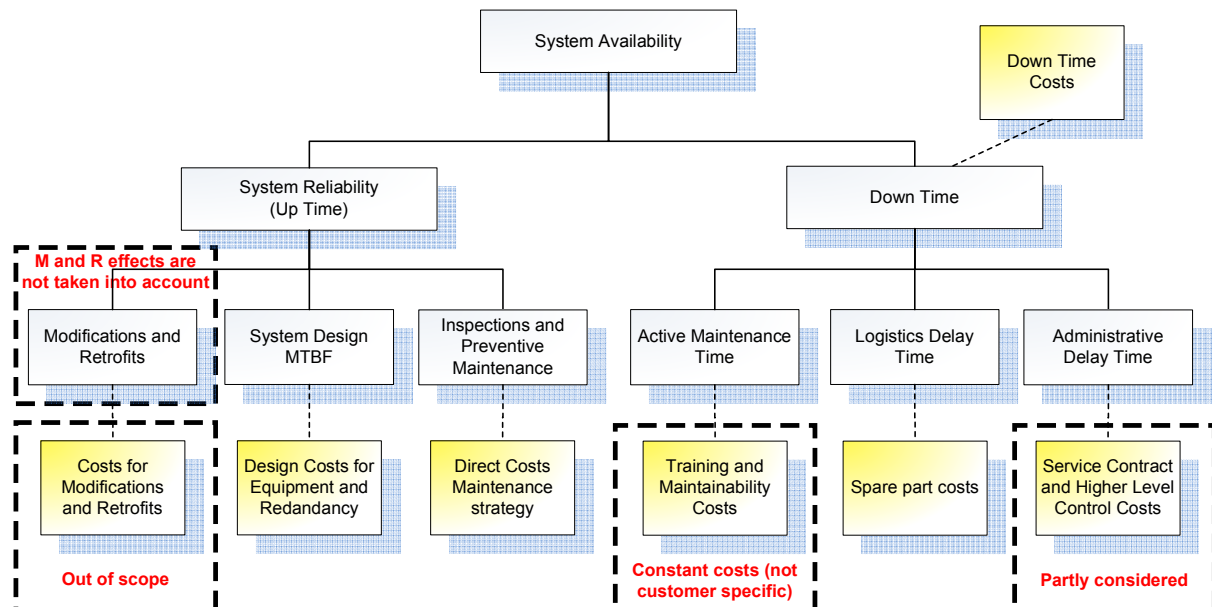 System Availability
Down Time
Costs
System Reliability
(Up Time)
Down Time
M and R effects are
not taken into account
Modifications and
Retrofits
System Design
MTBF
Inspections and
Preventive
Maintenance
Active Maintenance
Time
Logistics Delay
Time
Administrative
Delay Time
Costs for
Modifications
and Retrofits
Design Costs for
Equipment and
Redandancy
Direct Costs
Maintenance
strategy
Training and
Maintainability
Costs
Spare part costs
Service Contract
and Higher Level
Control Costs
Out of scope
Constant costs (not
customer specific)
Partly considered